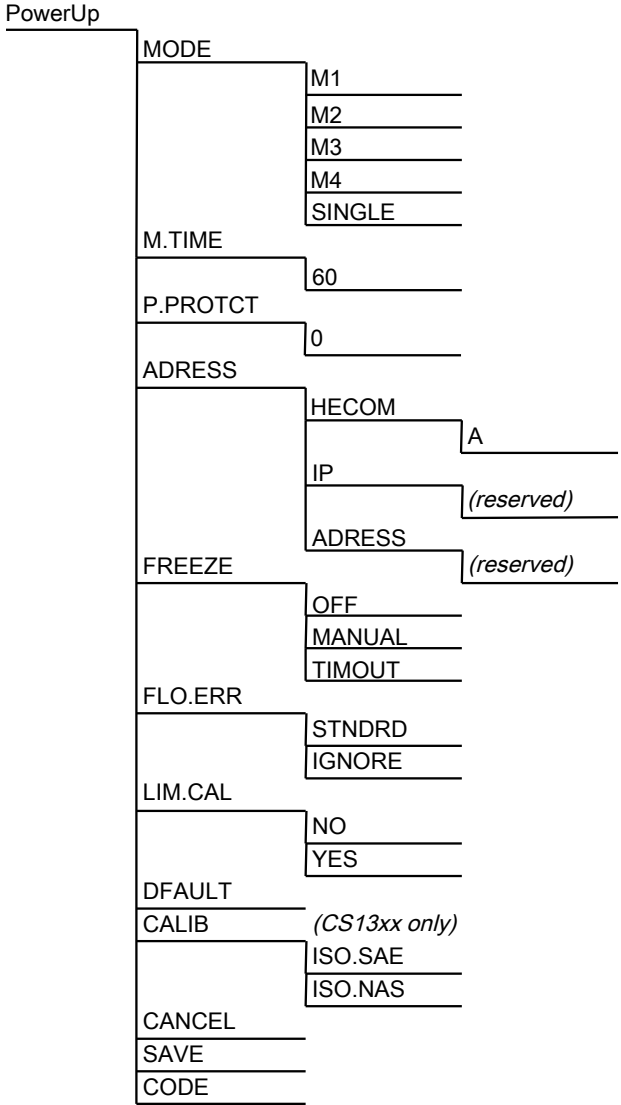 PowerUp
MODE
M1
M2
M3
M4
SINGLE
M.TIME
60
P.PROTCT
0
ADRESS
HECOM
A
IP
(reserved)
ADRESS
(reserved)
FREEZE
OFF
MANUAL
TIMOUT
FLO.ERR
STNDRD
IGNORE
LIM.CAL
NO
YES
DFAULT
CALIB (CS13xx only)
ISO.SAE
ISO.NAS
CANCEL
SAVE
CODE